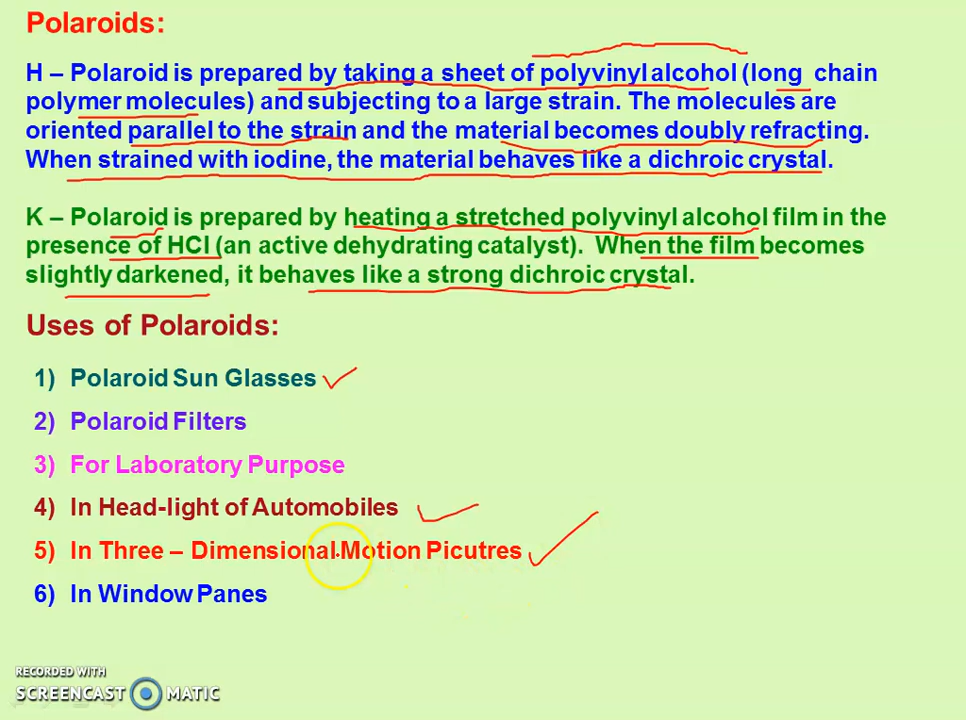 Polaroids:
H – Polaroid is prepared by taking a sheet of polyvinyl alcohol (long chain
polymer molecules) and subjecting to a large strain. The molecules are
oriented parallel to the strain and the material becomes doubly refracting.
When strained with iodine, the material behaves like a dichroic crystal.
K – Polaroid is prepared by heating a stretched polyvinyl alcohol film in the
presence of HCl (an active dehydrating catalyst). When the film becomes
slightly darkened, it behaves like a strong dichroic crystal.
Uses of Polaroids:
1) Polaroid Sun Glasses
2) Polaroid Filters
3) For Laboratory Purpose
4) In Head-light of Automobiles
5) In Three – Dimensional Motion Picutres
6) In Window Panes
RECORDED WITH
SCREENCAST MATIC